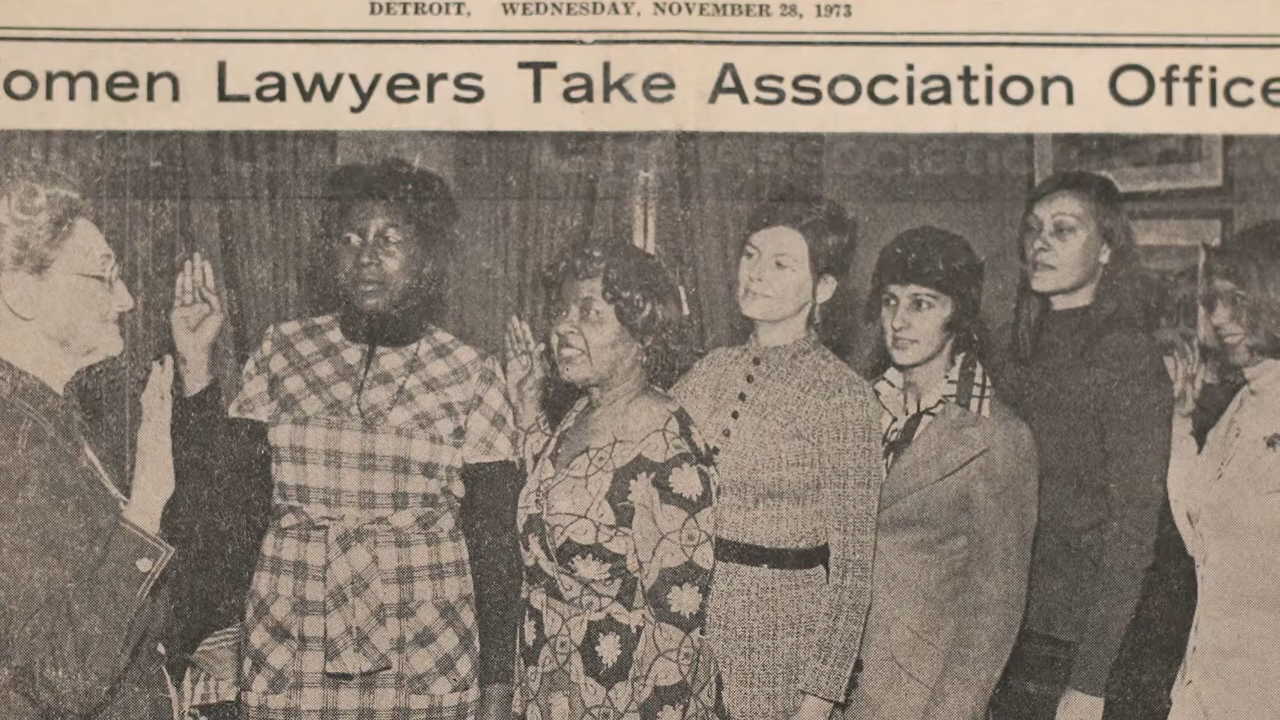 DETROIT, WEDNESDAY, NOVEMBER 28, 1973
omen Lawyers Take Association Office